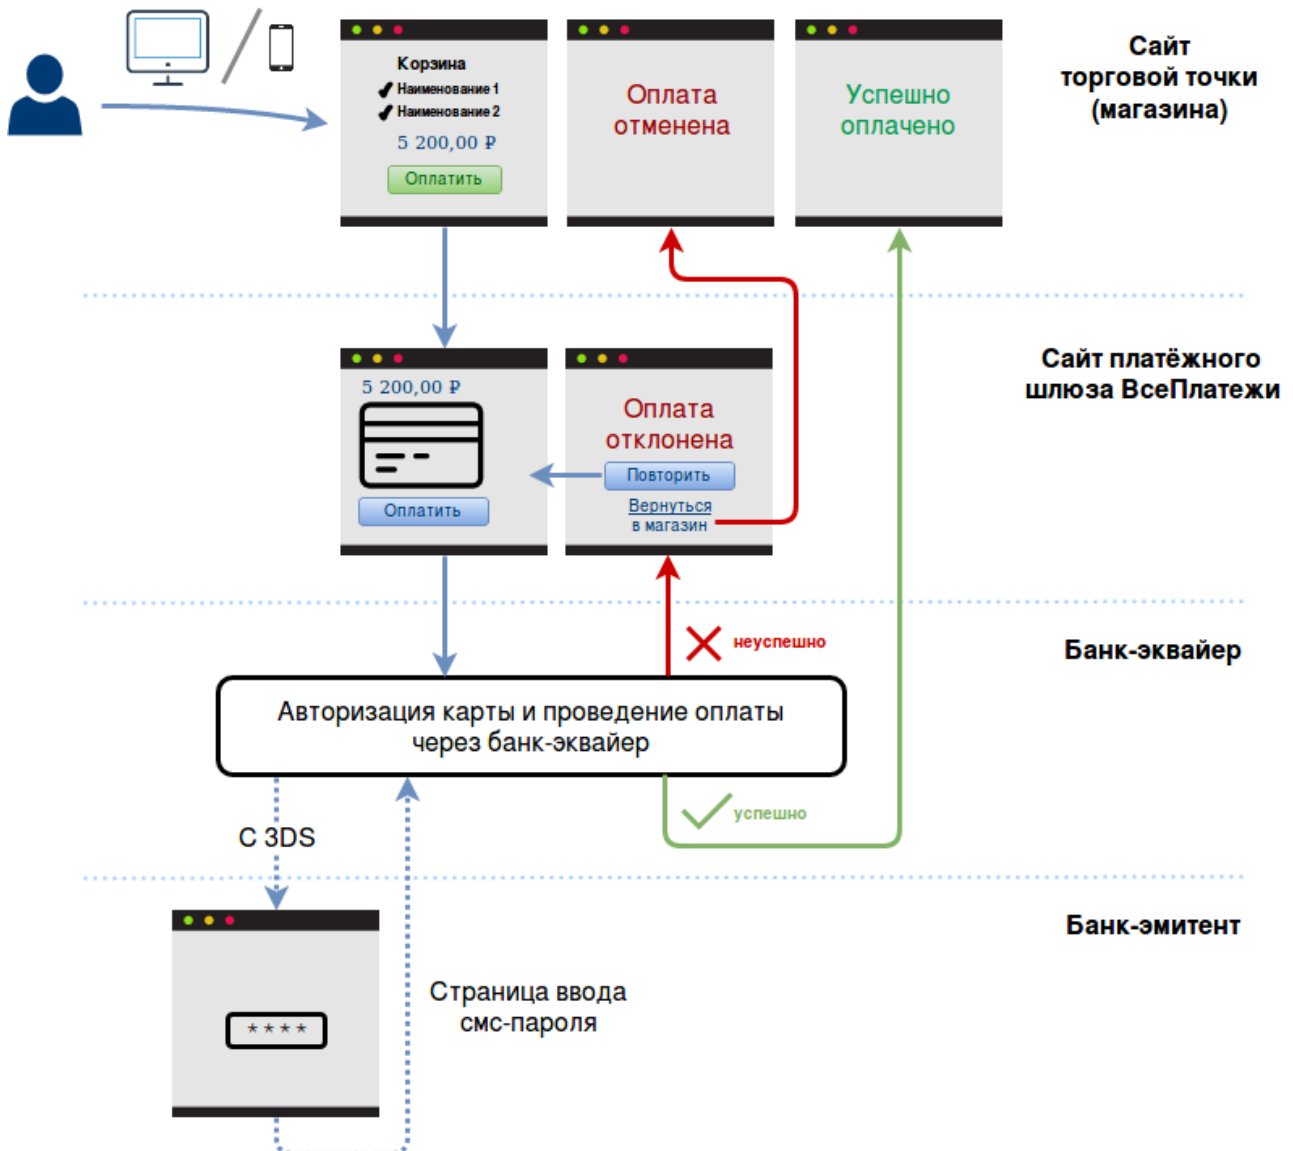 Корзина
Наименование 1
Наименование 2
5 200,00 ₽
Оплатить
Оплата
отменена
Успешно
оплачено
Сайт
торговой точки
(магазина)
5 200,00 ₽
Оплатить
Оплата
отклонена
Повторить
Вернуться
в магазин
Сайт платёжного
шлюза ВсеПлатежи
неуспешно
Банк-эквайер
Авторизация карты и проведение оплаты
через банк-эквайер
успешно
С 3DS
Банк-эмитент
****
Страница ввода
смс-пароля